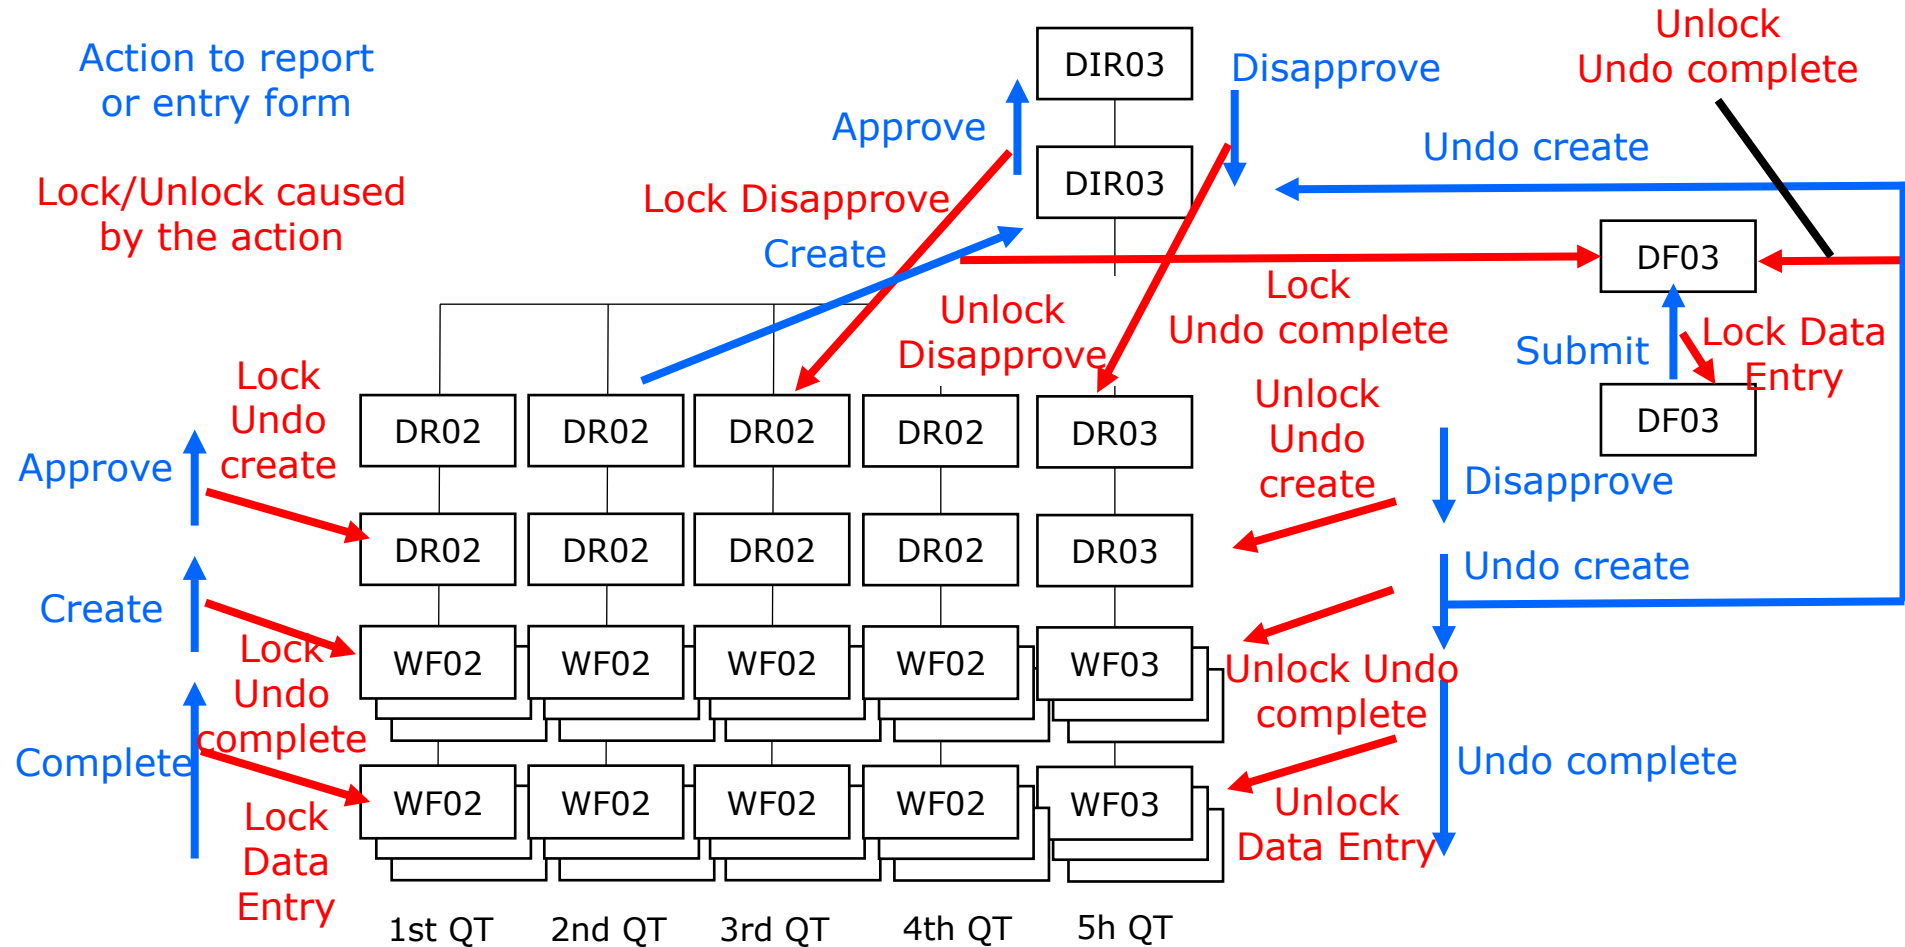 Action to report
or entry form
Lock/Unlock caused
by the action
DIR03
Disapprove
Unlock
Undo complete
Approve
Undo create
DIR03
Lock Disapprove
Create
DF03
Lock
Undo complete
Unlock
Disapprove
Submit
Lock Data
Entry
DF03
Lock
Undo
create
Unlock
Undo
create
DR02
DR02
DR02
DR02
DR03
Approve
Disapprove
DR02
DR02
DR02
DR02
DR03
Create
Undo create
WF02
WF02
WF02
WF02
WF03
Lock
Undo
complete
Unlock Undo
complete
Complete
Undo complete
WF02
WF02
WF02
WF02
WF03
Lock
Data
Entry
Unlock
Data Entry
1st QT
2nd QT
3rd QT
4th QT
5h QT